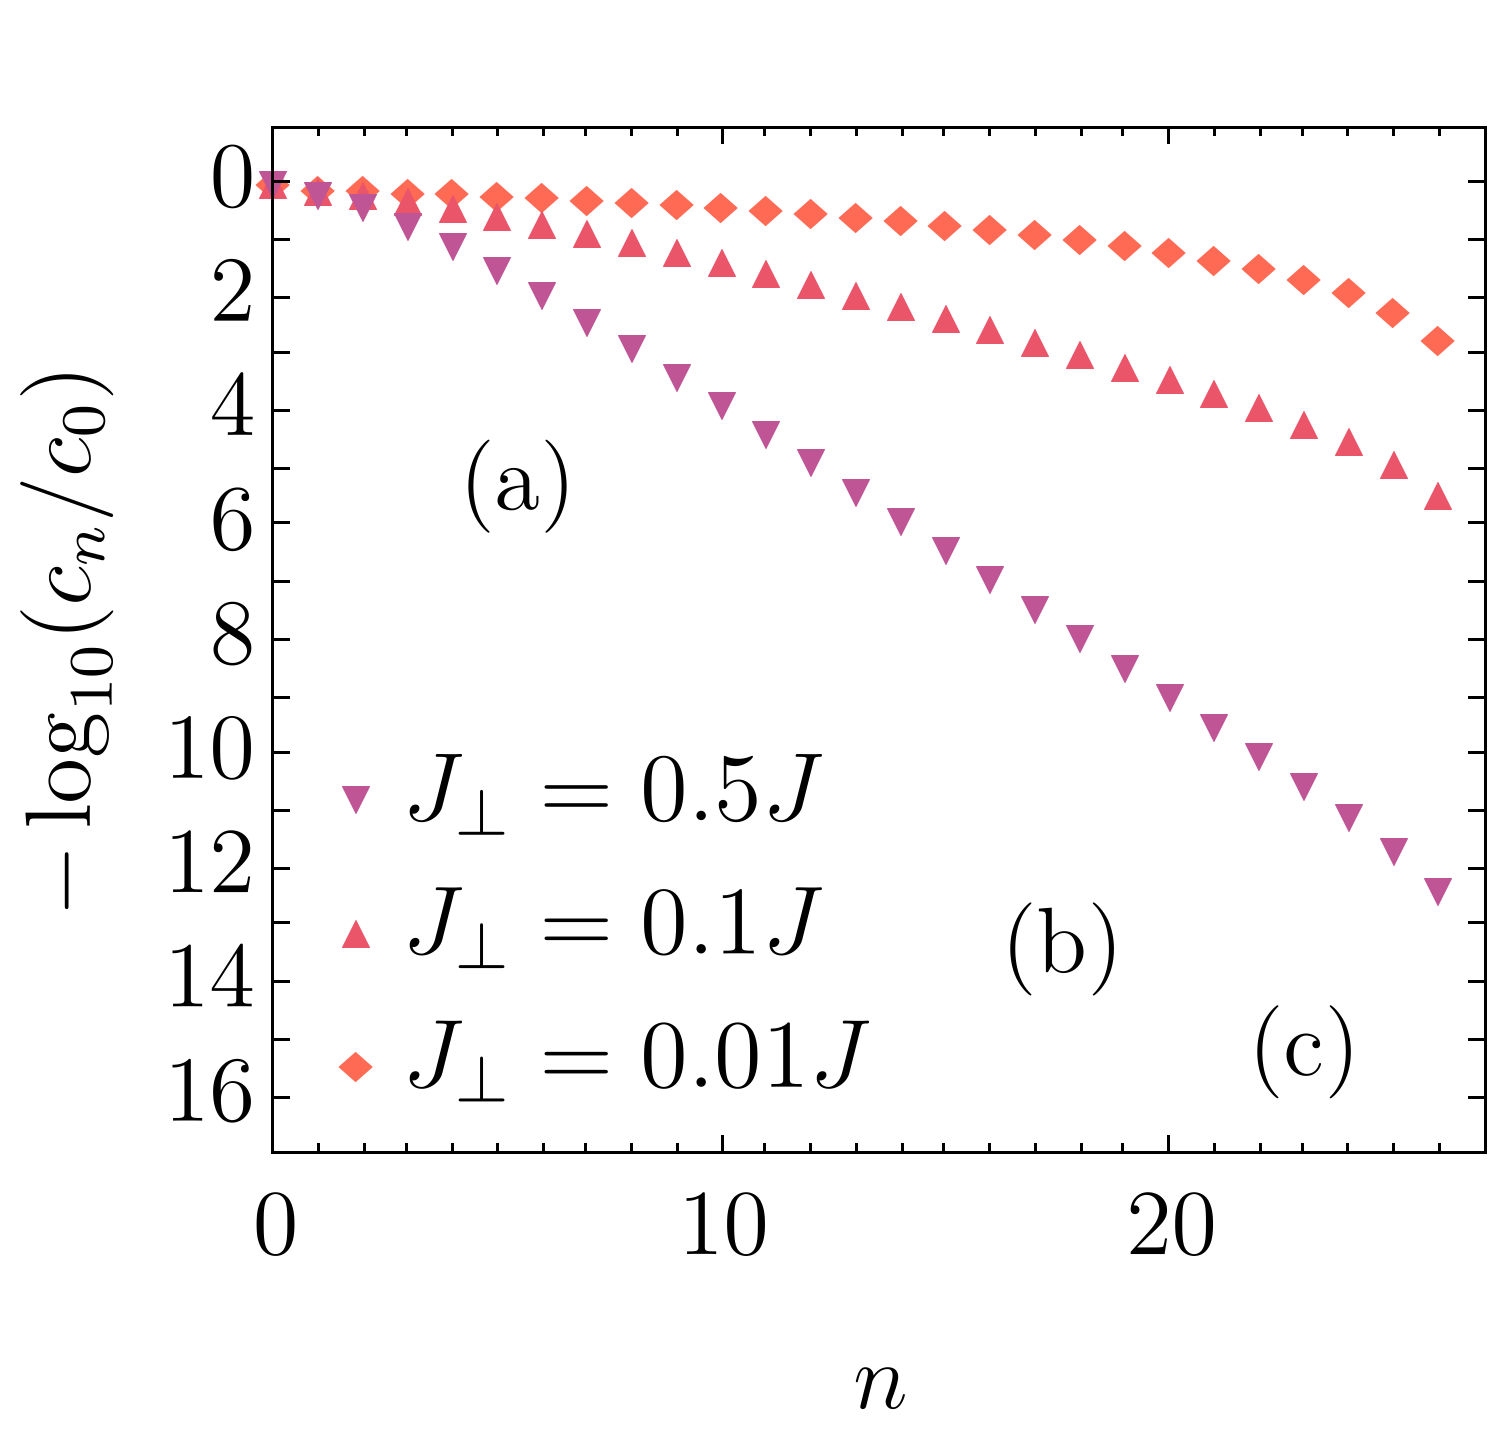 0
2
4
6
8
10
12
14
16
− log₁₀(cₙ/c₀)
(a)
(b)
(c)
J⊥ = 0.5J
J⊥ = 0.1J
J⊥ = 0.01J
0 10 20
n